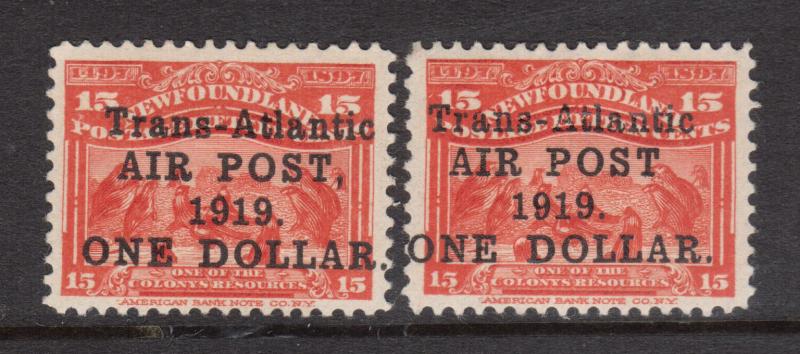 1497 1897
15 NEWFOUNDLAND 15
Trans-Atlantic
AIR POST,
1919.
ONE DOLLAR.
15 ONE OF THE 15
COLONYS RESOURCES
AMERICAN BANK NOTE CO. N.Y.
1497 1897
15 NEWFOUNDLAND 15
Trans-Atlantic
AIR POST
1919.
ONE DOLLAR.
15 ONE OF THE 15
COLONYS RESOURCES
AMERICAN BANK NOTE CO. N.Y.